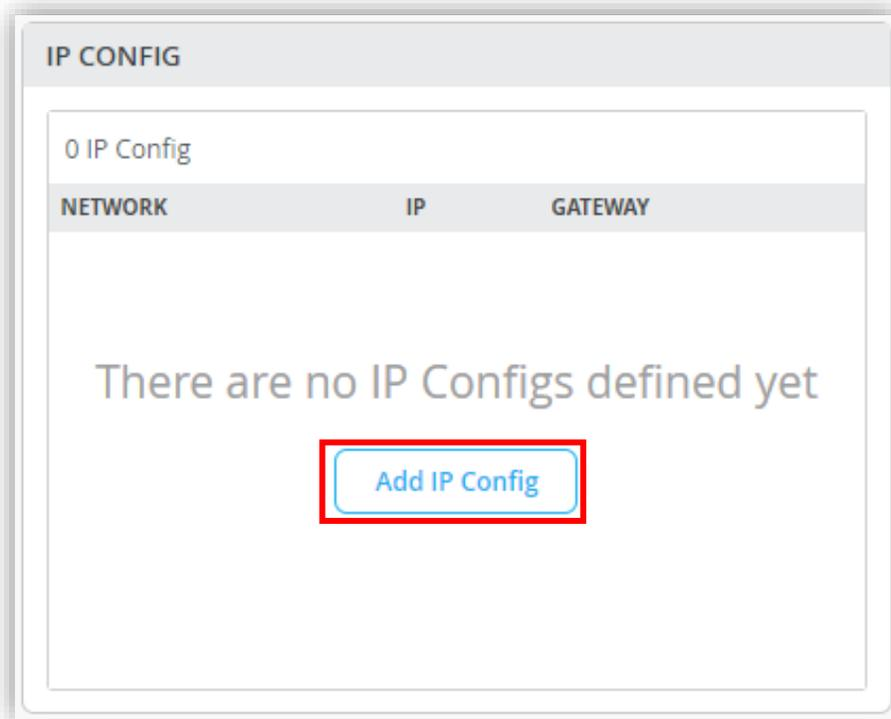 IP CONFIG
0 IP Config
NETWORK IP GATEWAY
There are no IP Configs defined yet
Add IP Config